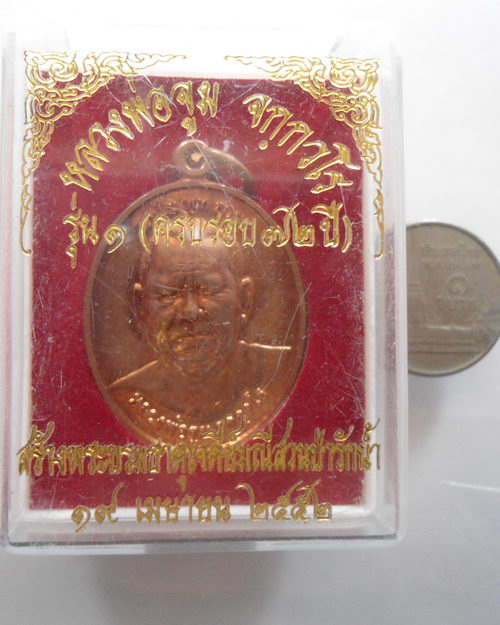 หลวงพ่อจูม จกฺกวโร
รุ่น ๑ (ครบรอบ ๗๒ ปี)
สร้างพระบรมธาตุเจดีย์มณีสวนป่ารักน้ำ
๑๙ เมษายน ๒๕๕๒